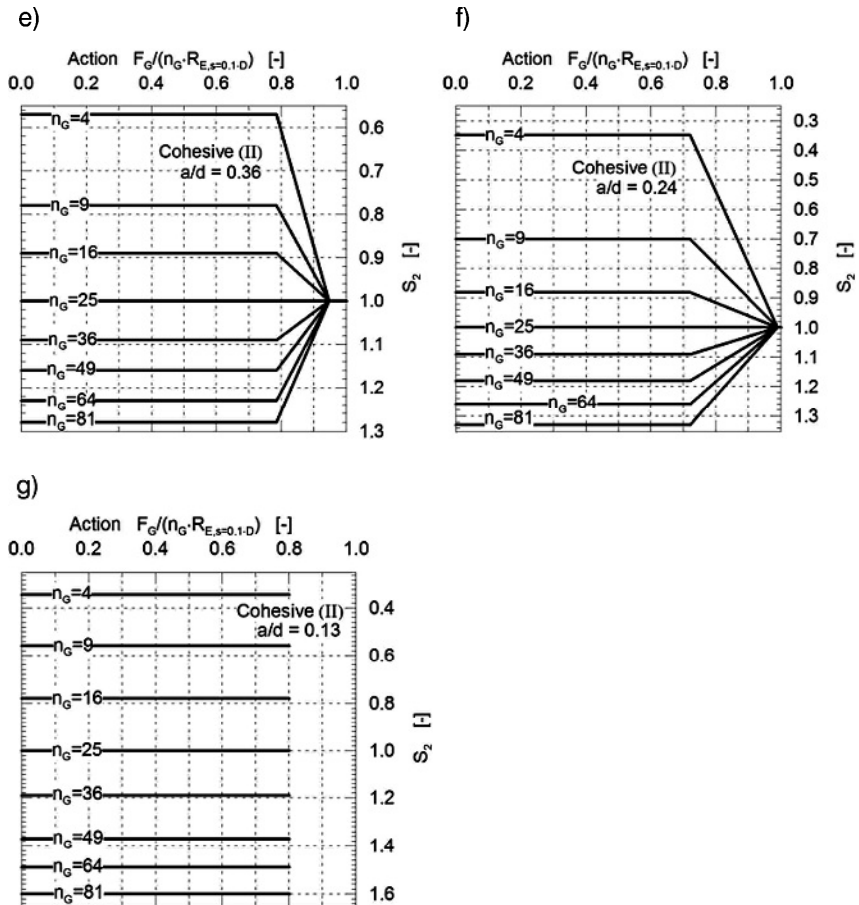 e)
Action F_G/(n_G·R_E,s=0.1·D) [-]
0.0 0.2 0.4 0.6 0.8 1.0
n_G=4
Cohesive (II)
a/d = 0.36
n_G=9
n_G=16
n_G=25
n_G=36
n_G=49
n_G=64
n_G=81
0.6
0.7
0.8
0.9
1.0
1.1
1.2
1.3
S_2 [-]
f)
Action F_G/(n_G·R_E,s=0.1·D) [-]
0.0 0.2 0.4 0.6 0.8 1.0
n_G=4
Cohesive (II)
a/d = 0.24
n_G=9
n_G=16
n_G=25
n_G=36
n_G=49
n_G=64
n_G=81
0.3
0.4
0.5
0.6
0.7
0.8
0.9
1.0
1.1
1.2
1.3
S_2 [-]
g)
Action F_G/(n_G·R_E,s=0.1·D) [-]
0.0 0.2 0.4 0.6 0.8 1.0
n_G=4
Cohesive (II)
a/d = 0.13
n_G=9
n_G=16
n_G=25
n_G=36
n_G=49
n_G=64
n_G=81
0.4
0.6
0.8
1.0
1.2
1.4
1.6
S_2 [-]